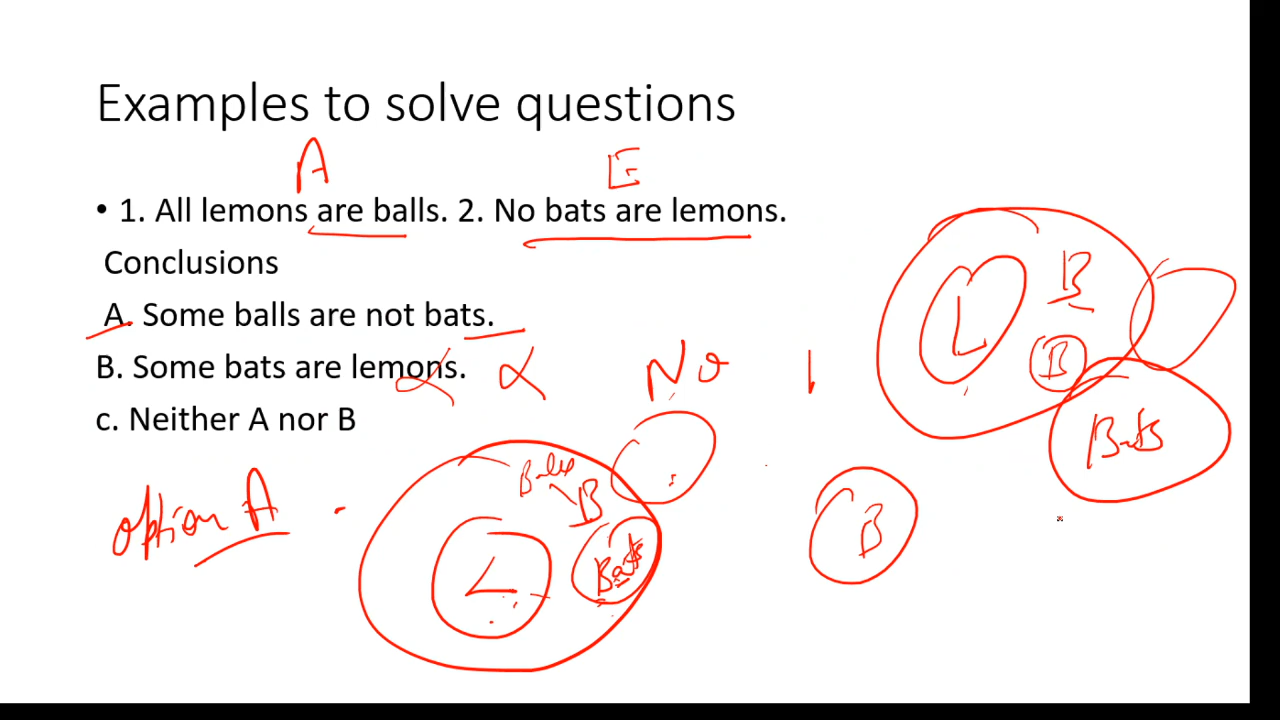 Examples to solve questions
A E
• 1. All lemons are balls. 2. No bats are lemons.
Conclusions
A. Some balls are not bats.
B. Some bats are lemons.
No
c. Neither A nor B
option A
L B B
Bats
B
L Bats
B